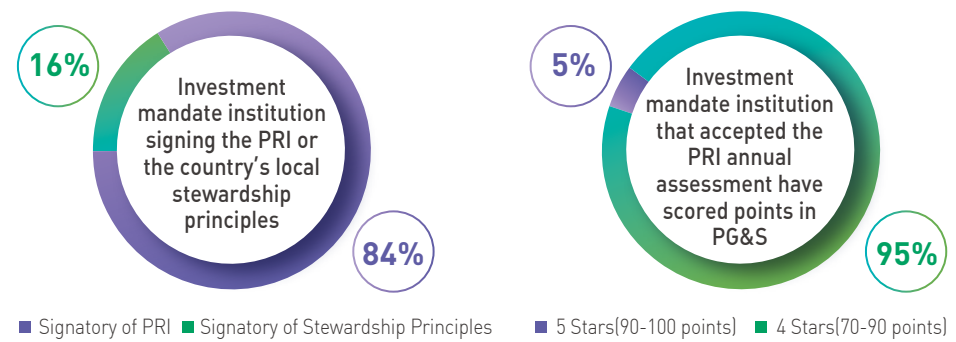 16%
Investment
mandate institution
signing the PRI or
the country's local
stewardship
principles
84%
Signatory of PRI
Signatory of Stewardship Principles
5%
Investment
mandate institution
that accepted the
PRI annual
assessment have
scored points in
PG&S
95%
5 Stars(90-100 points)
4 Stars(70-90 points)